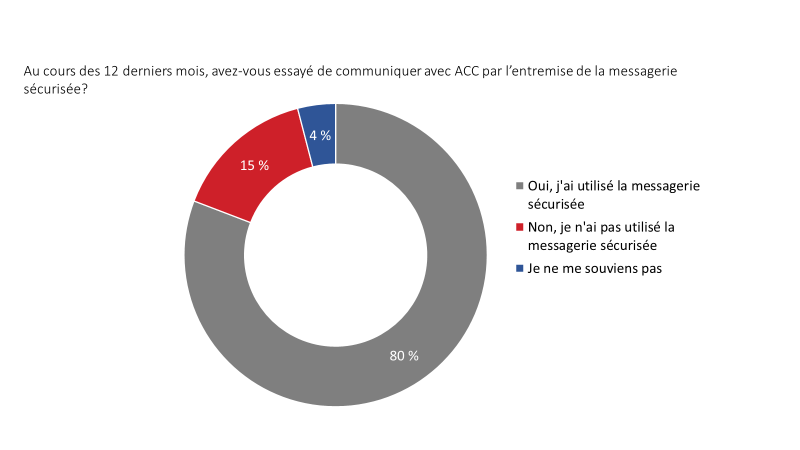 Au cours des 12 derniers mois, avez-vous essayé de communiquer avec ACC par l’entremise de la messagerie
sécurisée?
4 %
15 %
80 %
Oui, j'ai utilisé la messagerie
sécurisée
Non, je n'ai pas utilisé la
messagerie sécurisée
Je ne me souviens pas